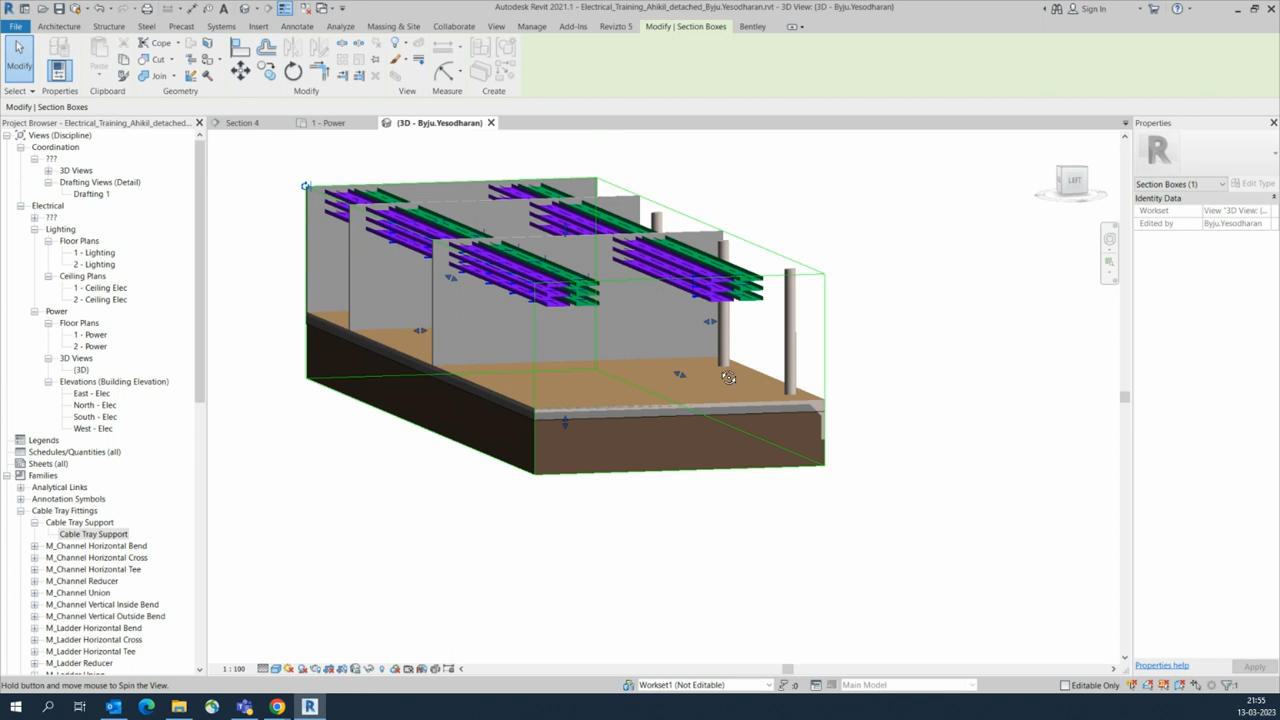 Autodesk Revit 2021.1 - Electrical_Training_Ahikil_detached_Byju.Yesodharan.rvt - 3D View: {3D - Byju.Yesodharan}
Sign In
File Architecture Structure Steel Precast Systems Insert Annotate Analyze Massing & Site Collaborate View Manage Add-Ins Revizto 5 Modify | Section Boxes Bentley
Modify
Paste
Cope
Cut
Join
Select Properties Clipboard Geometry Modify View Measure Create
Modify | Section Boxes
Project Browser - Electrical_Training_Ahikil_detached...
Section 4 1 - Power {3D - Byju.Yesodharan}
Properties
Views (Discipline)
Coordination
???
3D Views
Drafting Views (Detail)
Drafting 1
Electrical
???
Lighting
Floor Plans
1 - Lighting
2 - Lighting
Ceiling Plans
1 - Ceiling Elec
2 - Ceiling Elec
Power
Floor Plans
1 - Power
2 - Power
3D Views
{3D}
Elevations (Building Elevation)
East - Elec
North - Elec
South - Elec
West - Elec
Legends
Schedules/Quantities (all)
Sheets (all)
Families
Analytical Links
Annotation Symbols
Cable Tray Fittings
Cable Tray Support
Cable Tray Support
M_Channel Horizontal Bend
M_Channel Horizontal Cross
M_Channel Horizontal Tee
M_Channel Reducer
M_Channel Union
M_Channel Vertical Inside Bend
M_Channel Vertical Outside Bend
M_Ladder Horizontal Bend
M_Ladder Horizontal Cross
M_Ladder Horizontal Tee
M_Ladder Reducer
LEFT
R
Section Boxes (1) Edit Type
Identity Data
Workset View "3D View: {...
Edited by Byju.Yesodharan
Properties help Apply
1 : 100
Hold button and move mouse to Spin the View.
Workset1 (Not Editable) :0 Main Model Editable Only :1
21:55
13-03-2023